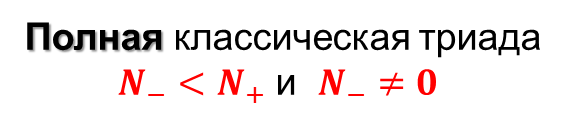 Полная классическая триада
N₋ < N₊ и N₋ ≠ 0